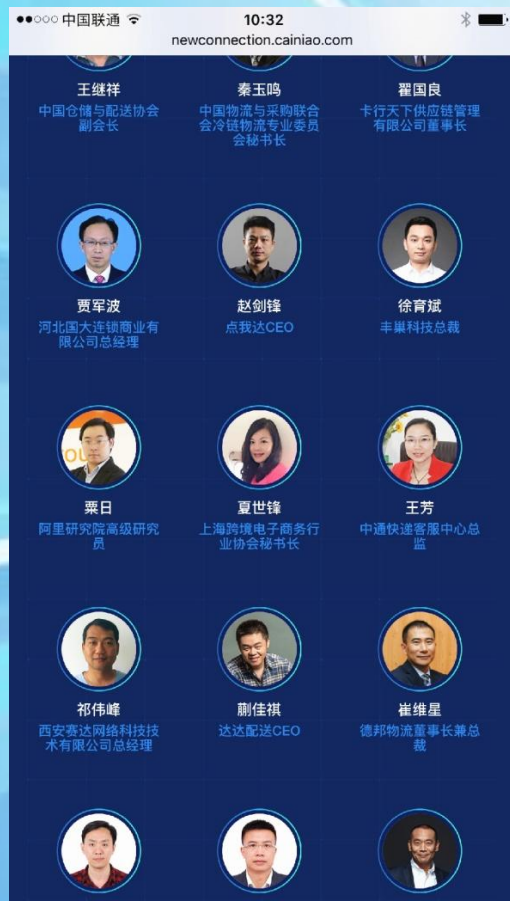 中国联通 10:32
newconnection.cainiao.com
王继祥 秦玉鸣 翟国良
中国仓储与配送协会 中国物流与采购联合 卡行天下供应链管理
副会长 会冷链物流专业委员 有限公司董事长
会秘书长
贾军波 赵剑锋 徐育斌
河北国大连锁商业有 点我达CEO 丰巢科技总裁
限公司总经理
粟日 夏世锋 王芳
阿里研究院高级研究 上海跨境电子商务行 中通快递客服中心总
员 业协会秘书长 监
祁伟峰 蒯佳祺 崔维星
西安赛达网络科技技 达达配送CEO 德邦物流董事长兼总
术有限公司总经理 裁